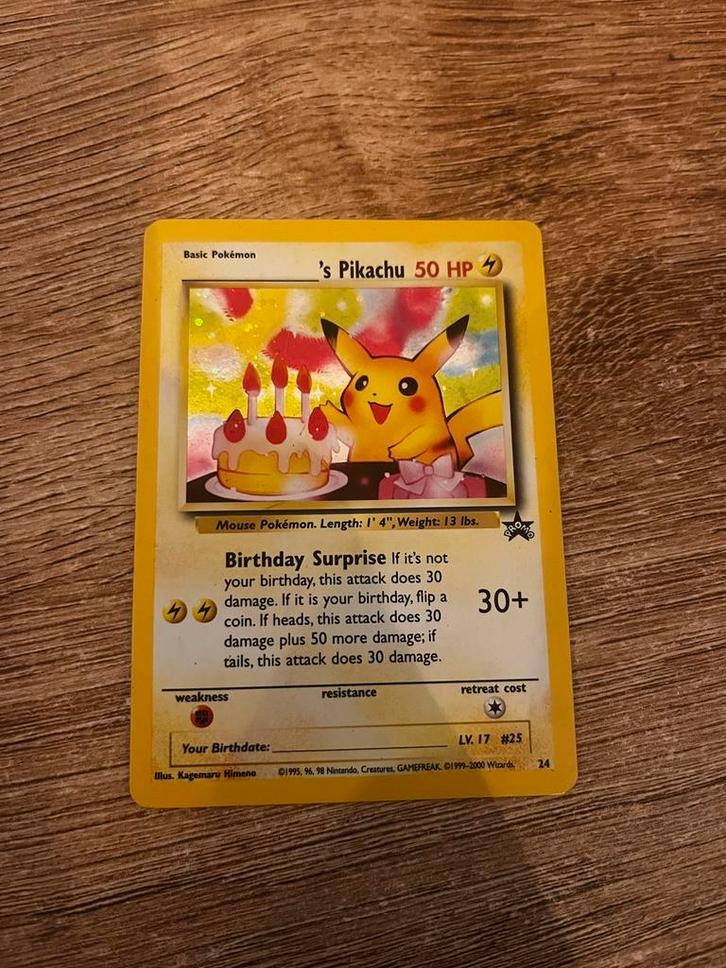 Basic Pokémon
____________'s Pikachu 50 HP
Mouse Pokémon. Length: 1' 4", Weight: 13 lbs.
PROMO
Birthday Surprise If it's not
your birthday, this attack does 30
damage. If it is your birthday, flip a
coin. If heads, this attack does 30
damage plus 50 more damage; if
tails, this attack does 30 damage.
30+
weakness resistance retreat cost
Your Birthdate: ____________ LV. 17 #25
Illus. Kagemaru Himeno ©1995, 96, 98 Nintendo, Creatures, GAMEFREAK. ©1999–2000 Wizards. 24